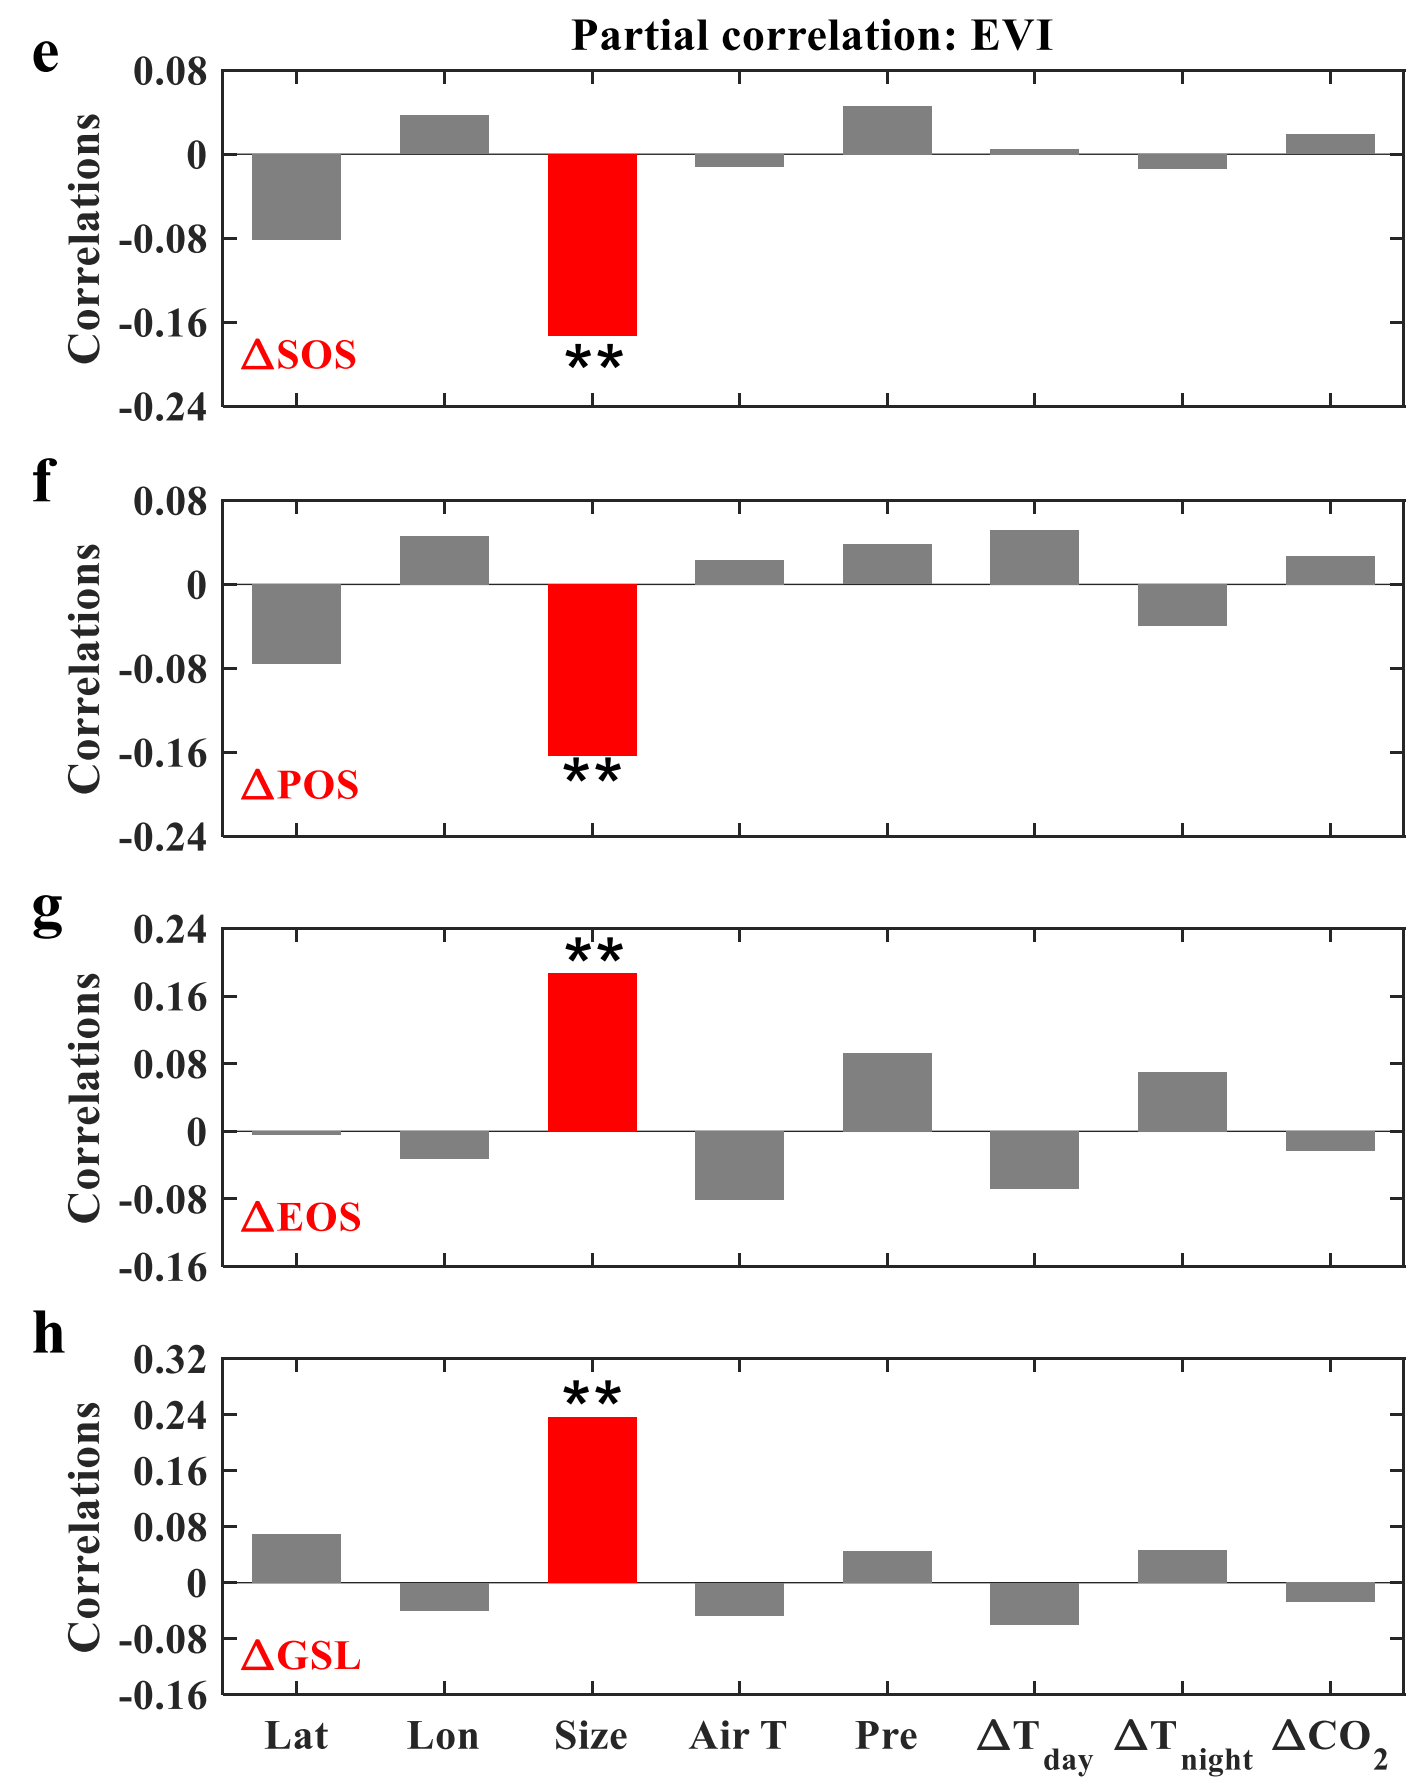 Partial correlation: EVI
e
0.08
0
-0.08
-0.16
-0.24
Correlations
ΔSOS
**
f
0.08
0
-0.08
-0.16
-0.24
Correlations
ΔPOS
**
g
0.24
0.16
0.08
0
-0.08
-0.16
Correlations
ΔEOS
**
h
0.32
0.24
0.16
0.08
0
-0.08
-0.16
Correlations
ΔGSL
**
Lat Lon Size Air T Pre ΔT_day ΔT_night ΔCO₂